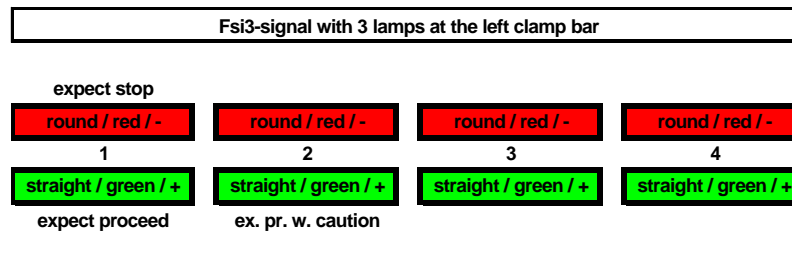 Fsi3-signal with 3 lamps at the left clamp bar
expect stop
round / red / - round / red / - round / red / - round / red / -
1 2 3 4
straight / green / + straight / green / + straight / green / + straight / green / +
expect proceed ex. pr. w. caution